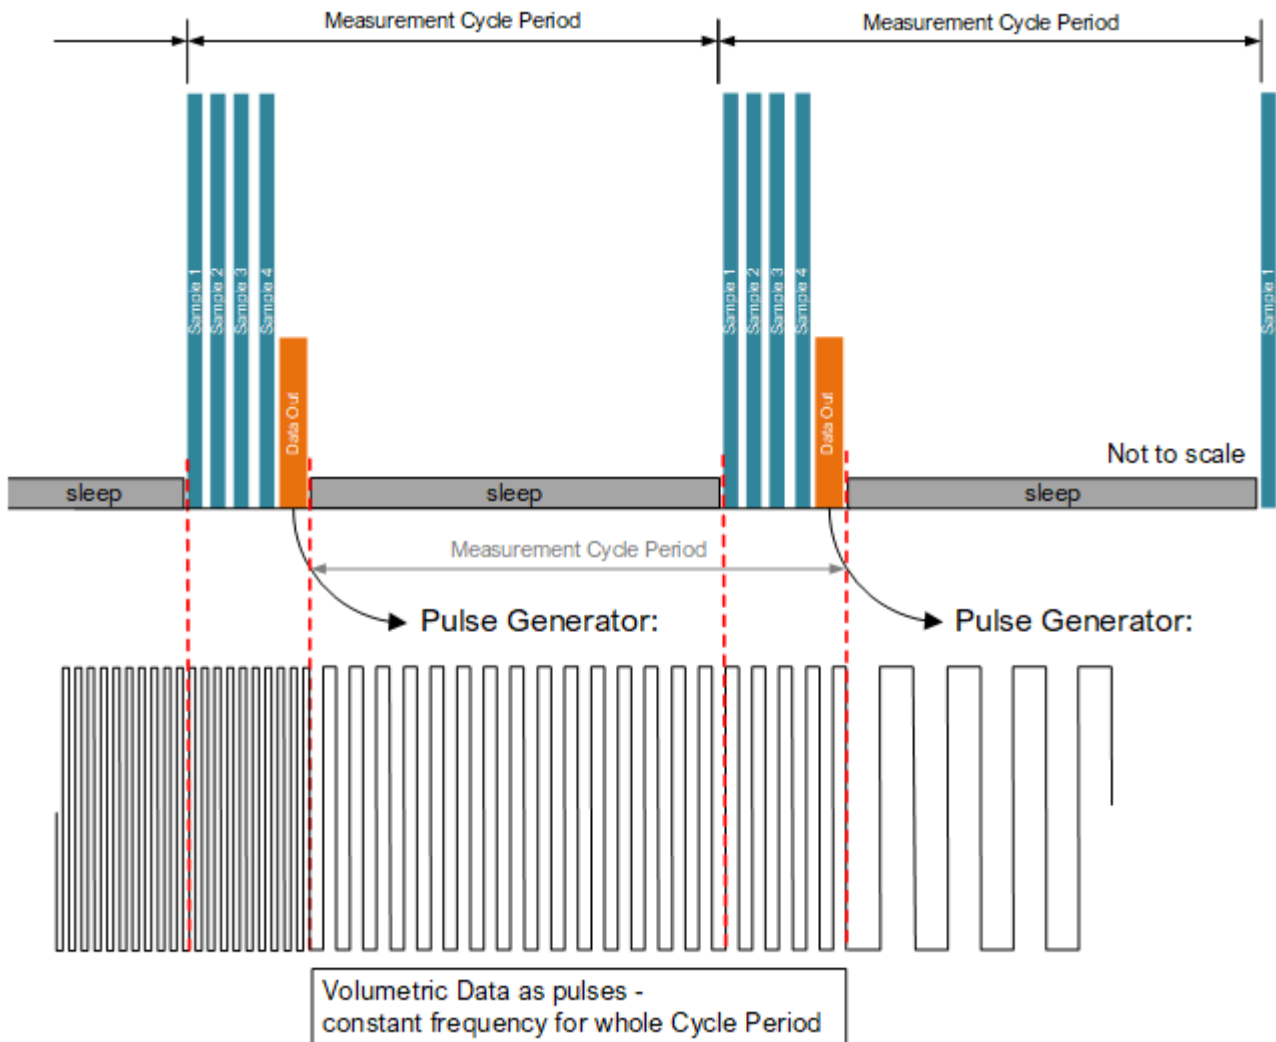 Measurement Cycle Period
Measurement Cycle Period
Sample 1
Sample 2
Sample 3
Sample 4
Data Out
Sample 1
Sample 2
Sample 3
Sample 4
Data Out
Sample 1
Not to scale
sleep
sleep
sleep
Measurement Cycle Period
Pulse Generator:
Pulse Generator:
Volumetric Data as pulses -
constant frequency for whole Cycle Period